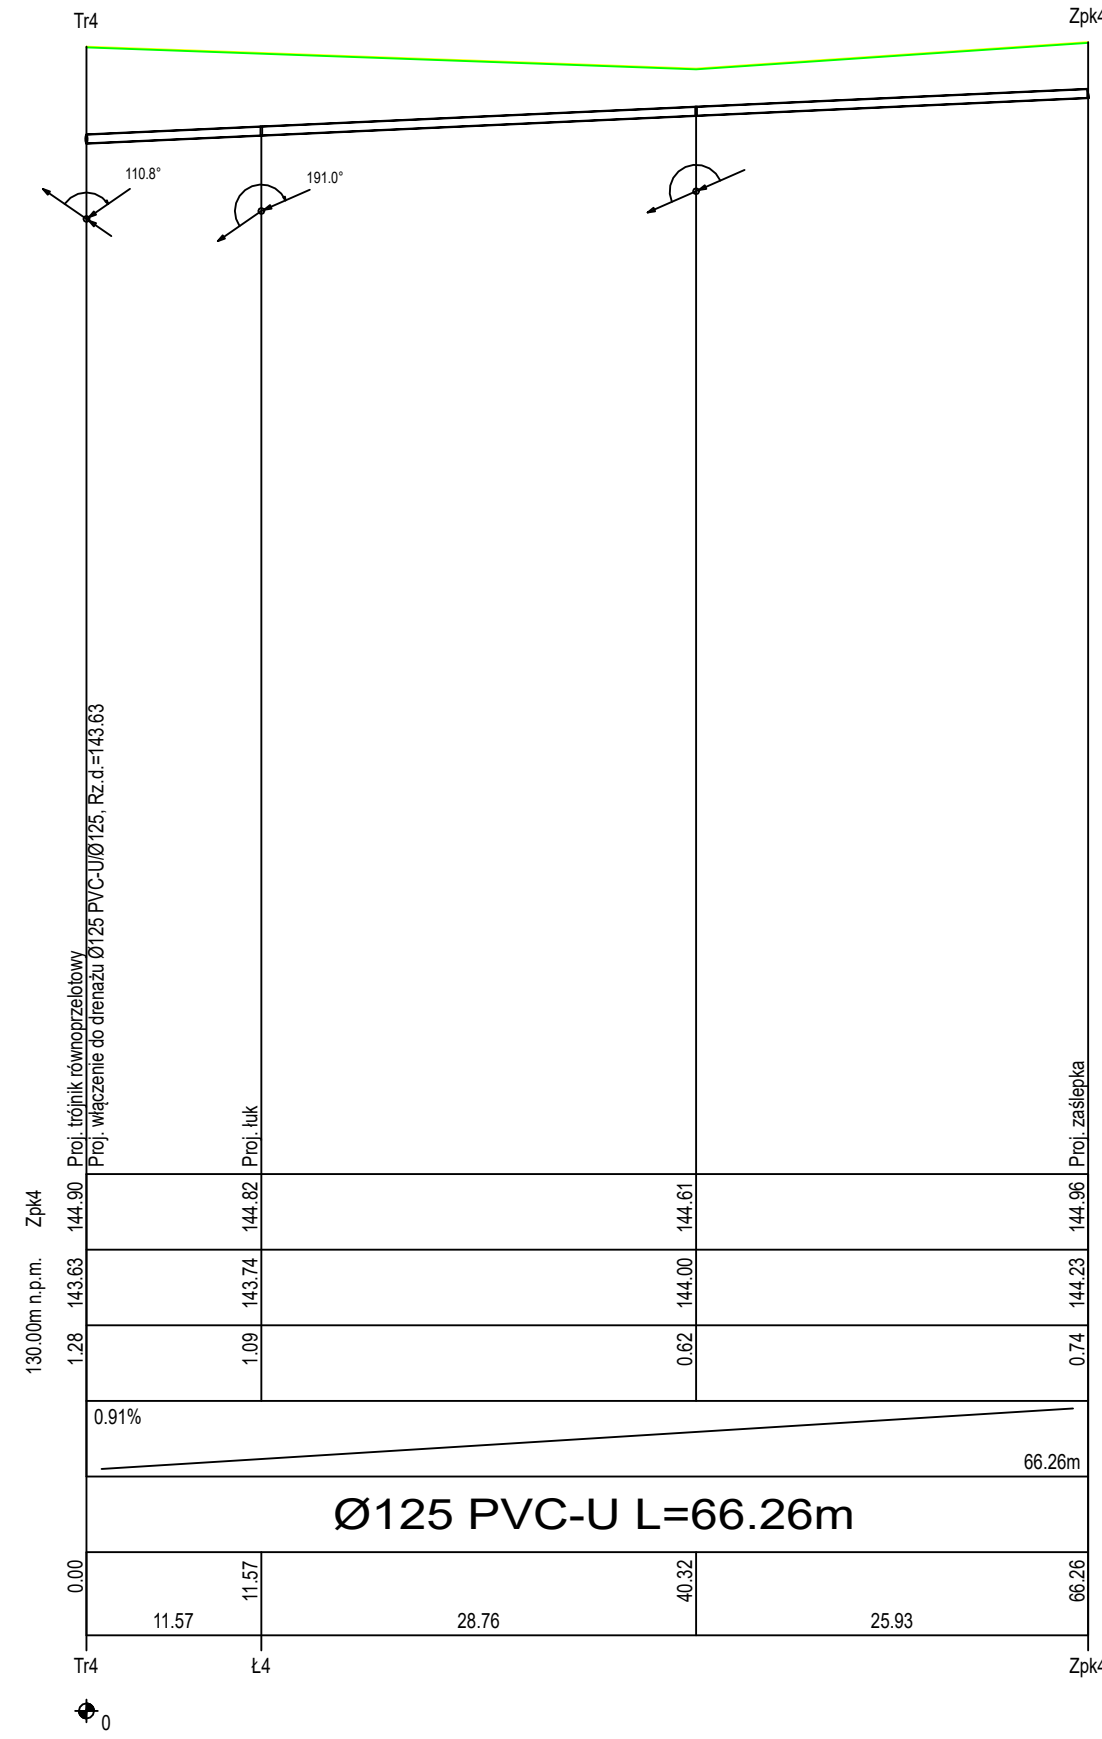 Tr4
Zpk4
110.8°
191.0°
Proj. trójnik równoprzelotowy
Proj. włączenie do drenażu Ø125 PVC-U/Ø125, Rz.d.=143.63
Proj. łuk
Proj. zaślepka
Zpk4
144.90
144.82
144.61
144.96
130.00m n.p.m.
143.63
143.74
144.00
144.23
1.28
1.09
0.62
0.74
0.91%
66.26m
Ø125 PVC-U L=66.26m
0.00
11.57
40.32
66.26
11.57
28.76
25.93
Tr4
Ł4
Zpk4
0